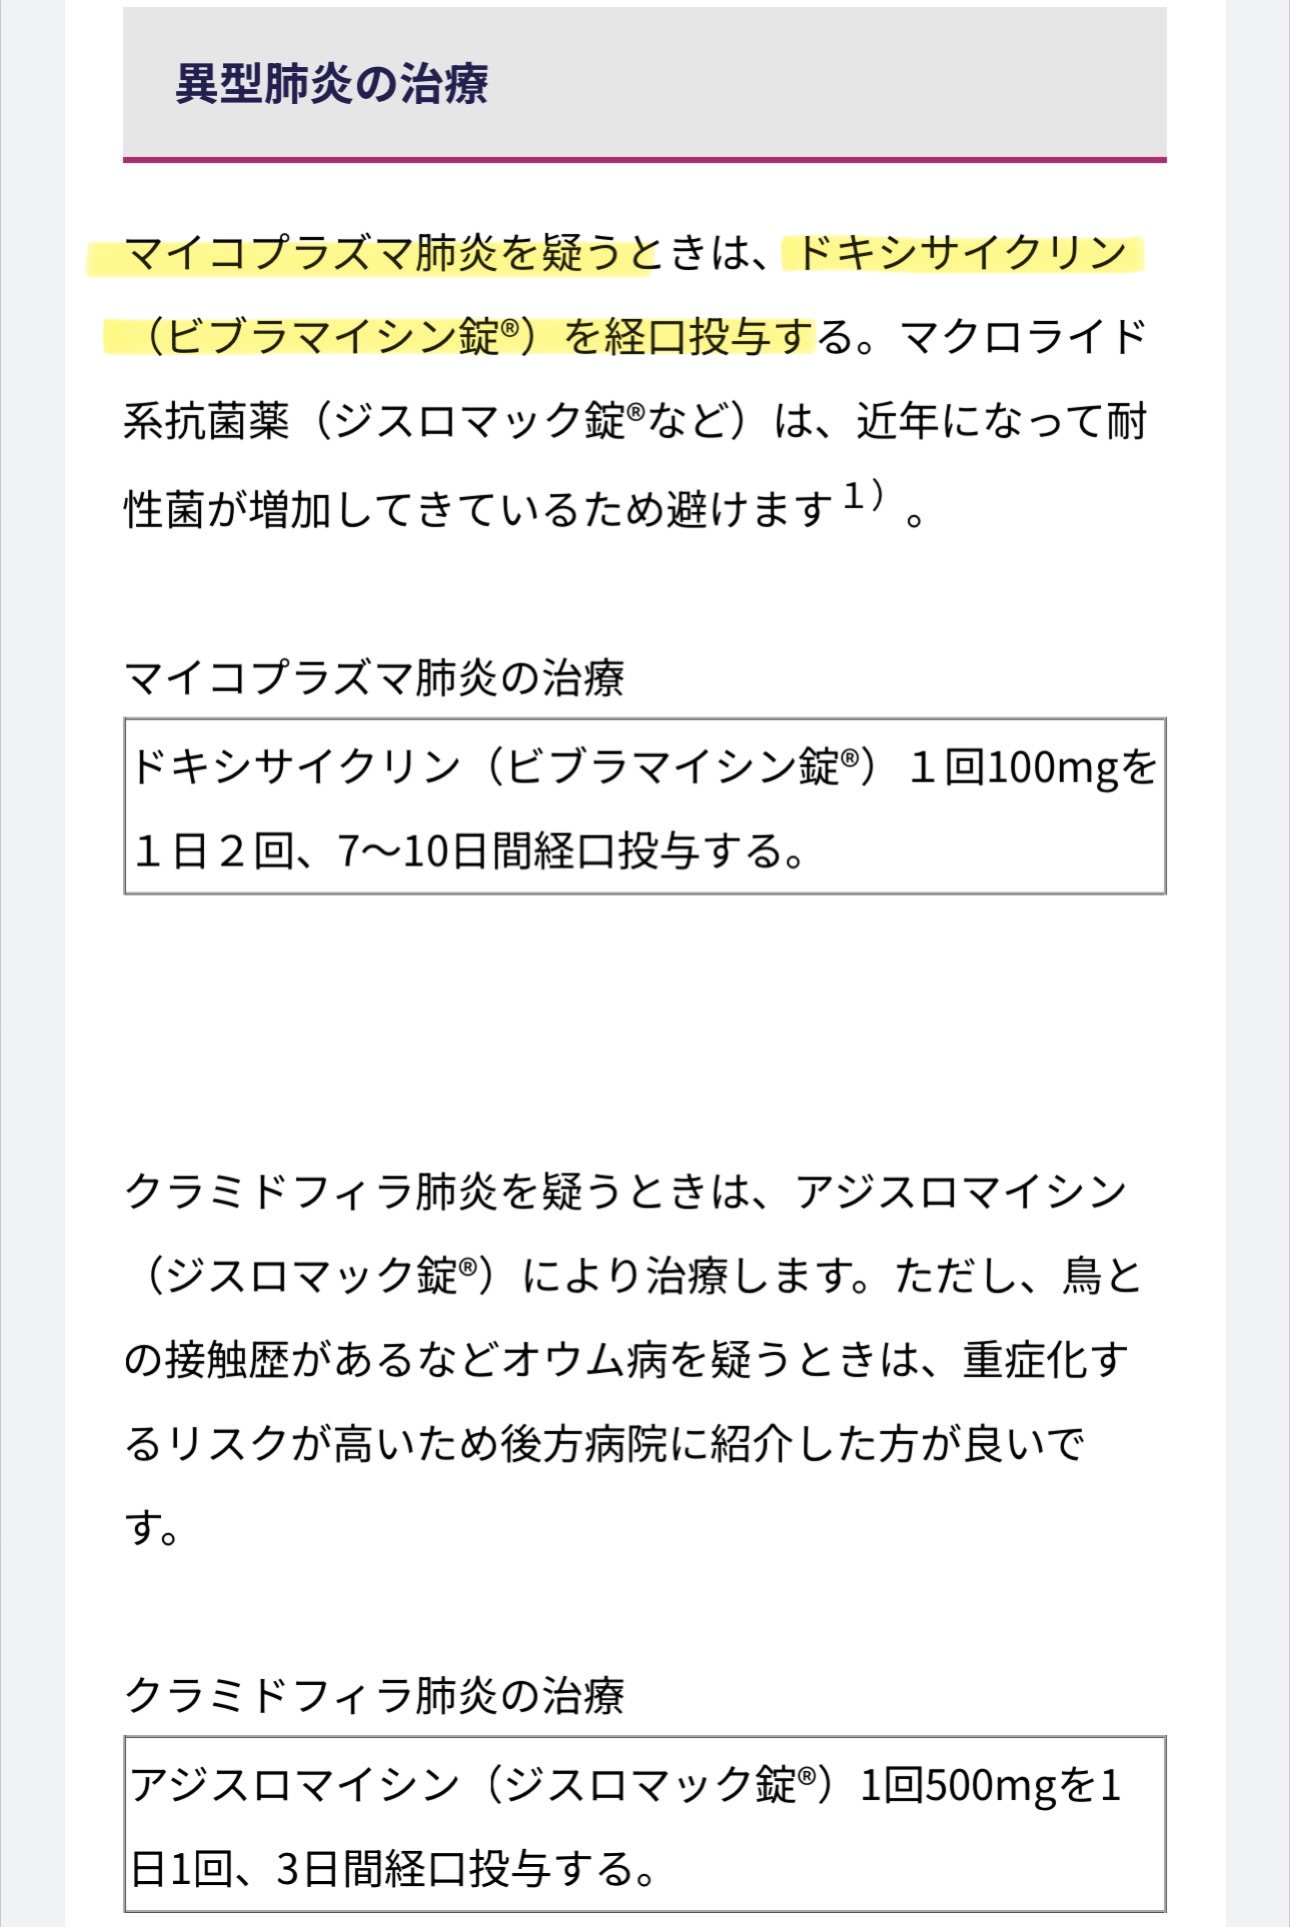 異型肺炎の治療
マイコプラズマ肺炎を疑うときは、ドキシサイクリン
（ビブラマイシン錠®）を経口投与する。マクロライド
系抗菌薬（ジスロマック錠®など）は、近年になって耐
性菌が増加してきているため避けます１）。
マイコプラズマ肺炎の治療
ドキシサイクリン（ビブラマイシン錠®）１回100mgを
１日２回、7〜10日間経口投与する。
クラミドフィラ肺炎を疑うときは、アジスロマイシン
（ジスロマック錠®）により治療します。ただし、鳥と
の接触歴があるなどオウム病を疑うときは、重症化す
るリスクが高いため後方病院に紹介した方が良いで
す。
クラミドフィラ肺炎の治療
アジスロマイシン（ジスロマック錠®）1回500mgを1
日1回、3日間経口投与する。